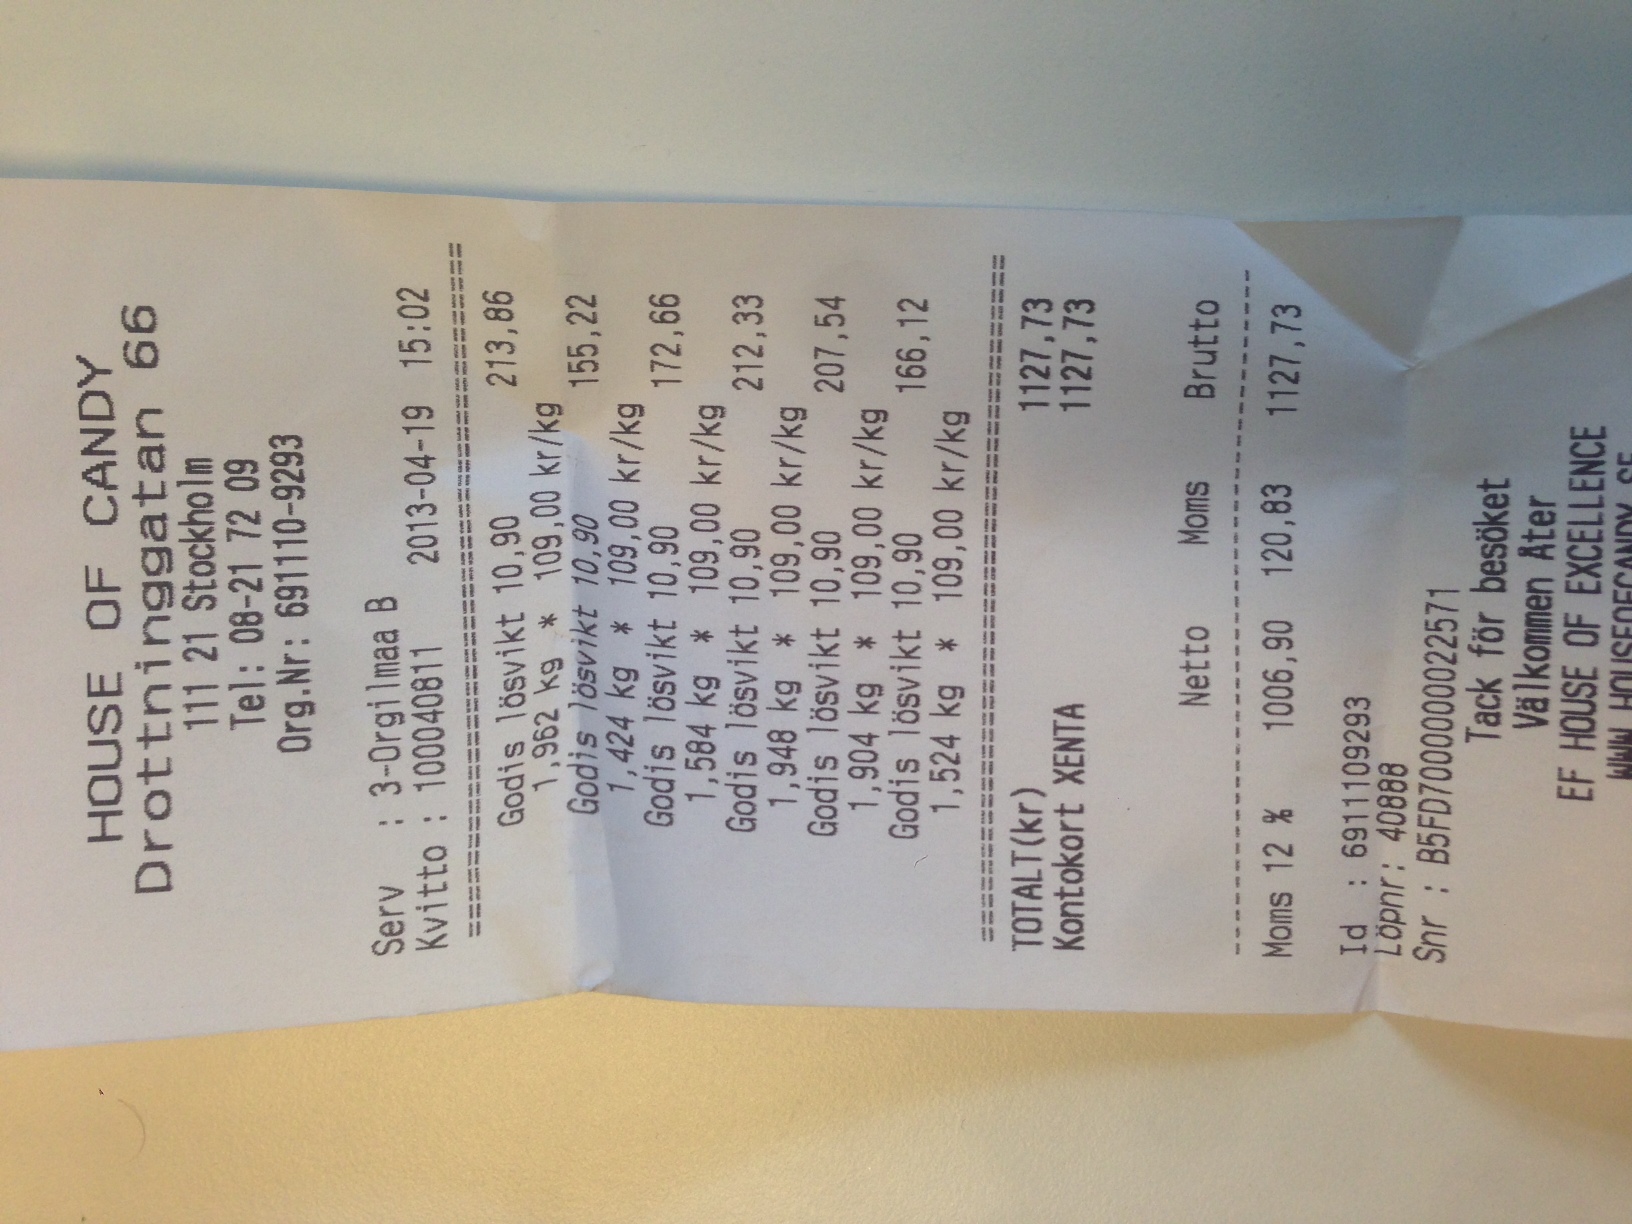 HOUSE OF CANDY
Drottninggatan 66
111 21 Stockholm
Tel: 08-21 72 09
Org.Nr: 691110-9293
Serv : 3-Orgilmaa B
Kvitto : 100040811 2013-04-19 15:02
================================================
Godis lösvikt 10,90 213,86
1,962 kg * 109,00 kr/kg
Godis lösvikt 10,90 155,22
1,424 kg * 109,00 kr/kg
Godis lösvikt 10,90 172,66
1,584 kg * 109,00 kr/kg
Godis lösvikt 10,90 212,33
1,948 kg * 109,00 kr/kg
Godis lösvikt 10,90 207,54
1,904 kg * 109,00 kr/kg
Godis lösvikt 10,90 166,12
1,524 kg * 109,00 kr/kg
================================================
TOTALT(kr) 1127,73
Kontokort XENTA 1127,73
Netto Moms Brutto
------------------------------------------
Moms 12 % 1006,90 120,83 1127,73
Id : 6911109293
Löpnr: 40888
Snr : B5FD7000000022571
Tack för besöket
Välkommen Åter
EF HOUSE OF EXCELLENCE
WWW.HOUSEOFCANDY.SE